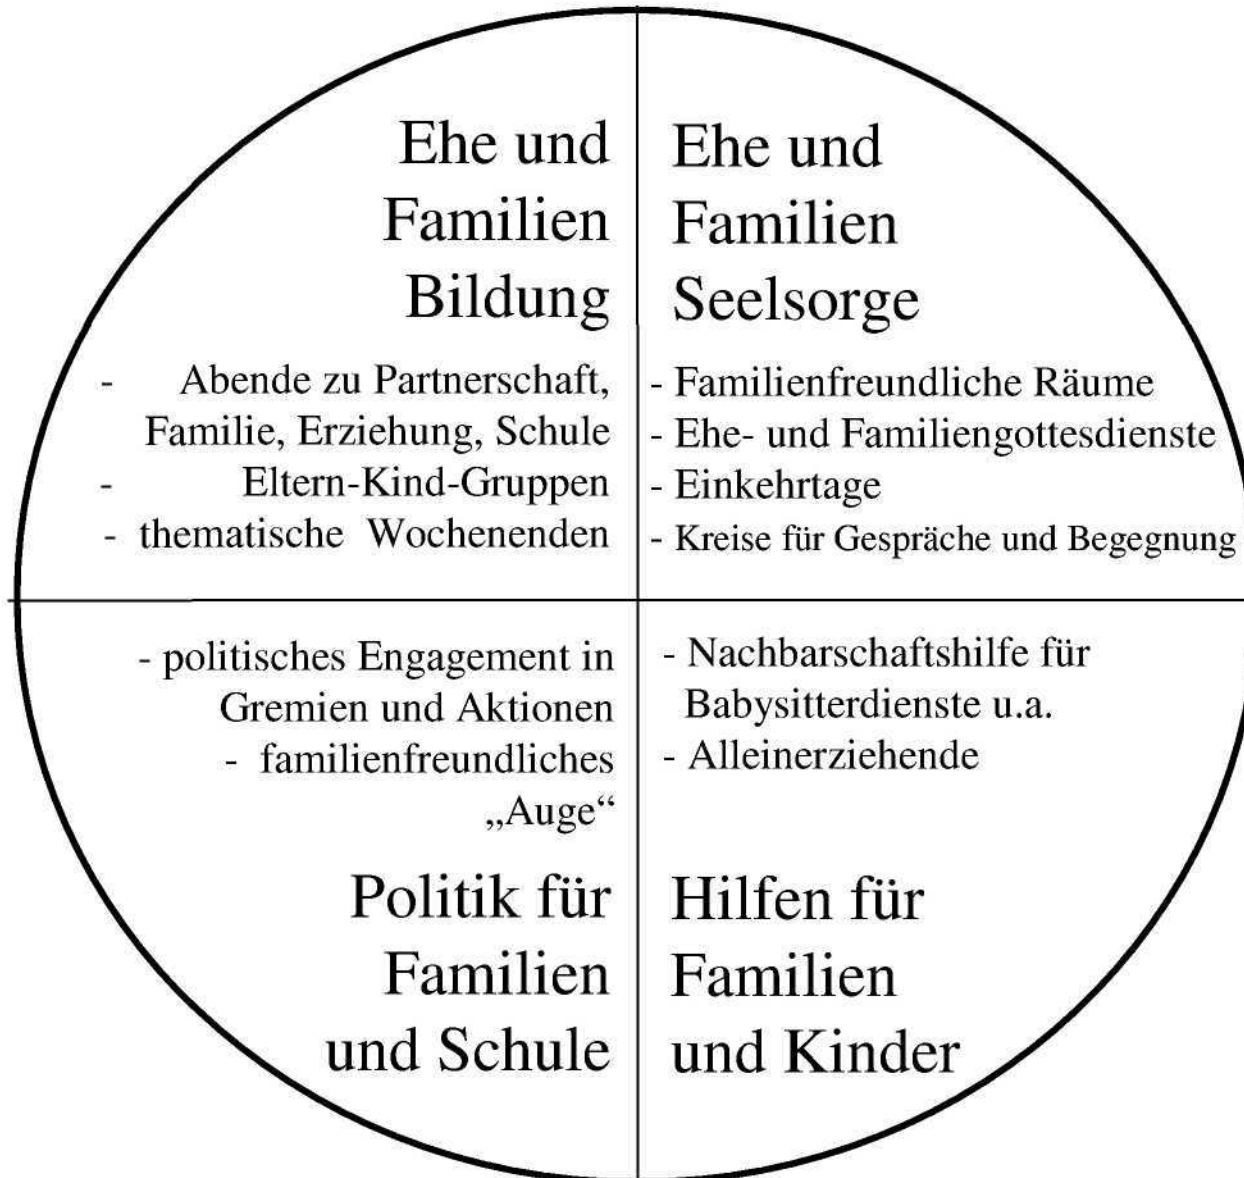 Ehe und
Familien
Bildung
- Abende zu Partnerschaft,
Familie, Erziehung, Schule
- Eltern-Kind-Gruppen
- thematische Wochenenden
Ehe und
Familien
Seelsorge
- Familienfreundliche Räume
- Ehe- und Familiengottesdienste
- Einkehrtage
- Kreise für Gespräche und Begegnung
- politisches Engagement in
Gremien und Aktionen
- familienfreundliches
„Auge“
Politik für
Familien
und Schule
- Nachbarschaftshilfe für
Babysitterdienste u.a.
- Alleinerziehende
Hilfen für
Familien
und Kinder